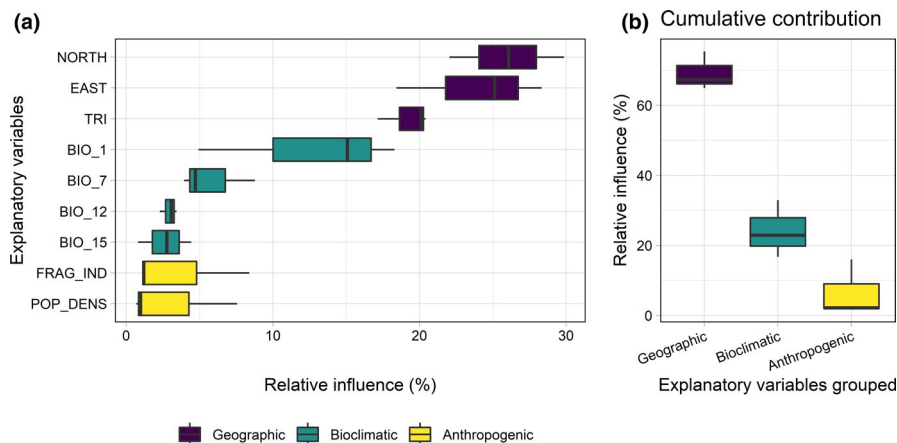 (a)
Explanatory variables
NORTH
EAST
TRI
BIO_1
BIO_7
BIO_12
BIO_15
FRAG_IND
POP_DENS
0 10 20 30
Relative influence (%)
(b) Cumulative contribution
Relative influence (%)
60
40
20
0
Geographic
Bioclimatic
Anthropogenic
Explanatory variables grouped
Geographic Bioclimatic Anthropogenic